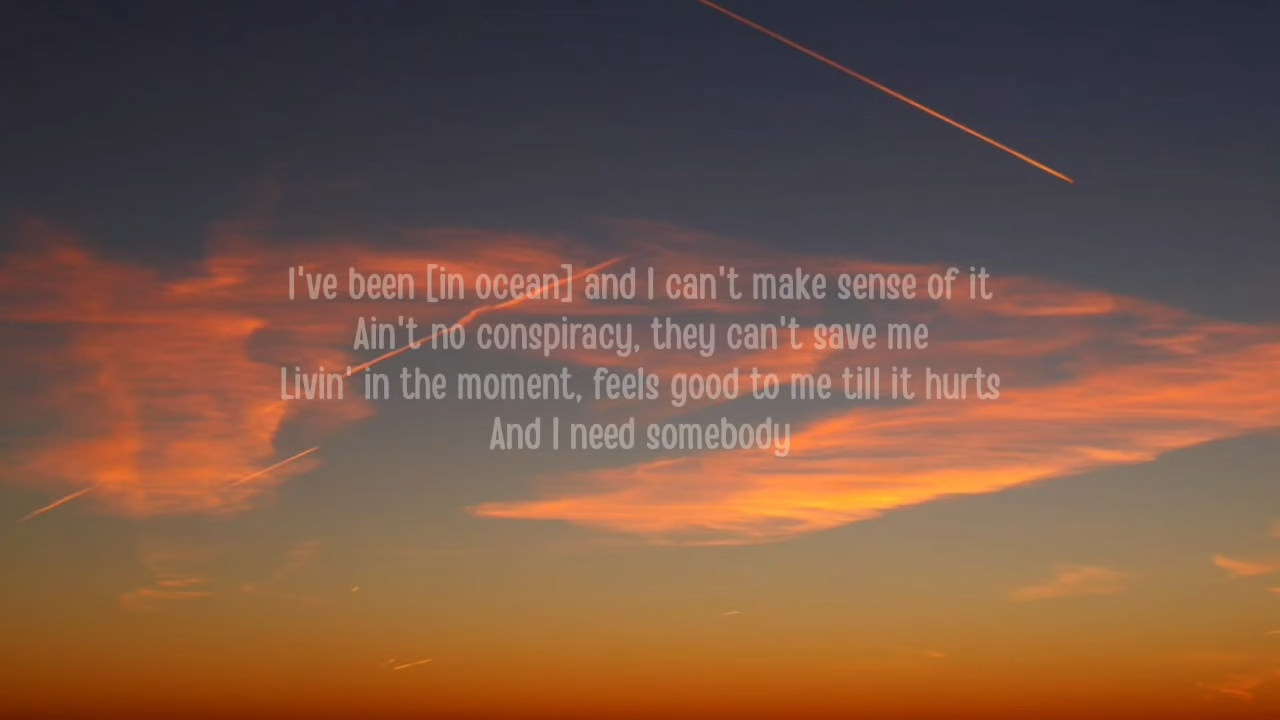 I've been [in ocean] and I can't make sense of it
Ain't no conspiracy, they can't save me
Livin' in the moment, feels good to me till it hurts
And I need somebody